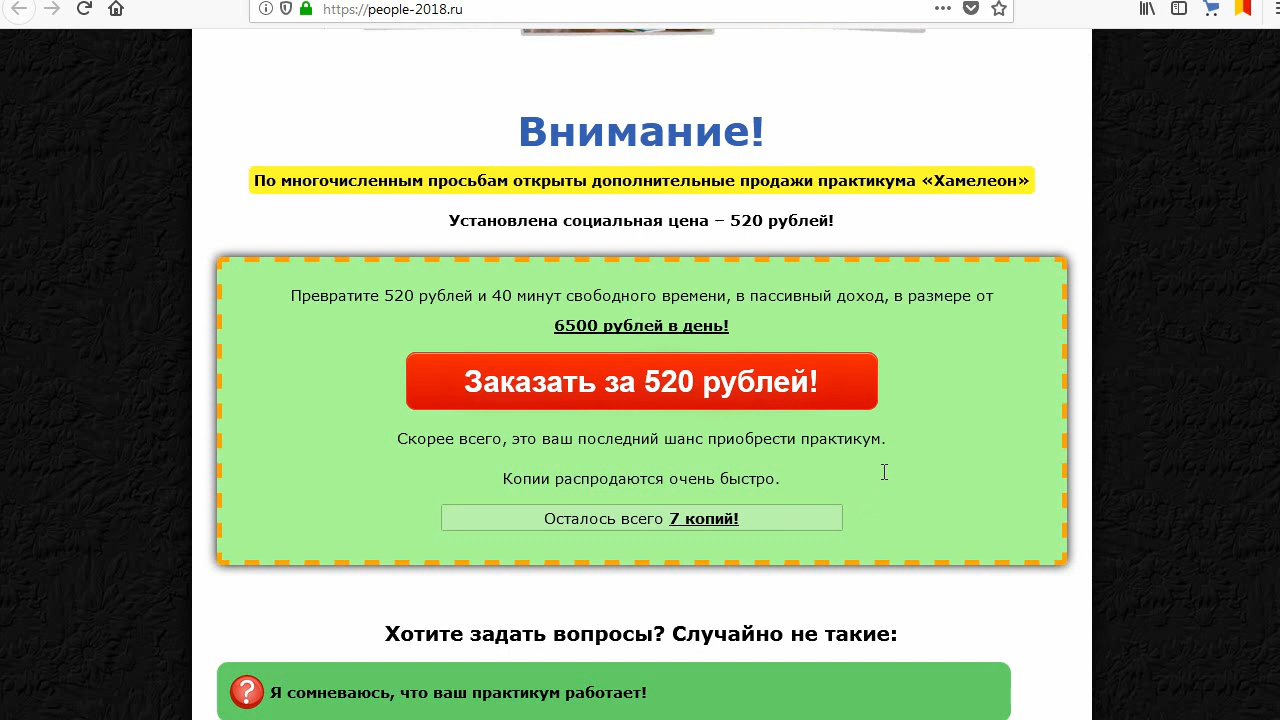 https://people-2018.ru
Внимание!
По многочисленным просьбам открыты дополнительные продажи практикума «Хамелеон»
Установлена социальная цена – 520 рублей!
Превратите 520 рублей и 40 минут свободного времени, в пассивный доход, в размере от
6500 рублей в день!
Заказать за 520 рублей!
Скорее всего, это ваш последний шанс приобрести практикум.
Копии распродаются очень быстро.
Осталось всего 7 копий!
Хотите задать вопросы? Случайно не такие:
? Я сомневаюсь, что ваш практикум работает!